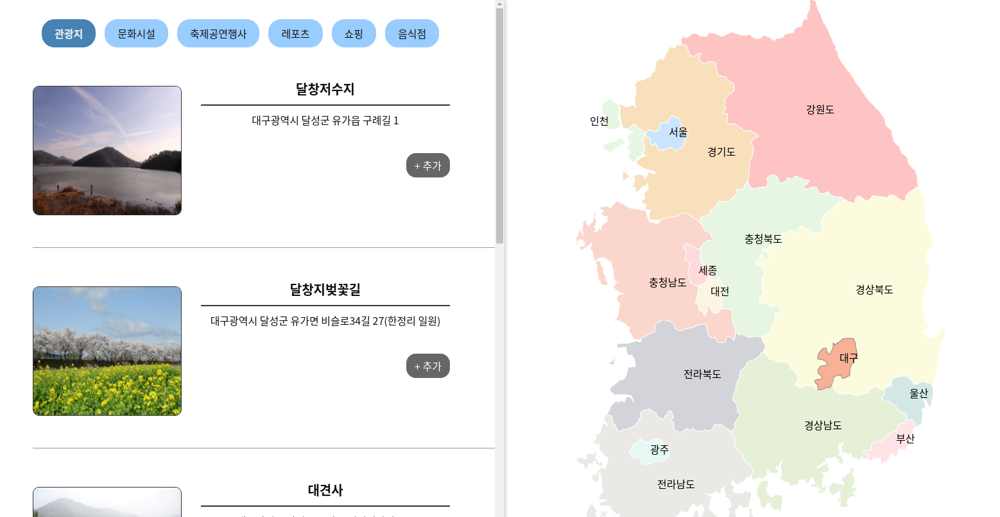 관광지
문화시설
축제공연행사
레포츠
쇼핑
음식점
달창저수지
대구광역시 달성군 유가읍 구례길 1
+ 추가
달창지벚꽃길
대구광역시 달성군 유가면 비슬로34길 27(한정리 일원)
+ 추가
대견사
강원도
인천
서울
경기도
충청북도
세종
충청남도
대전
경상북도
대구
전라북도
울산
경상남도
부산
광주
전라남도